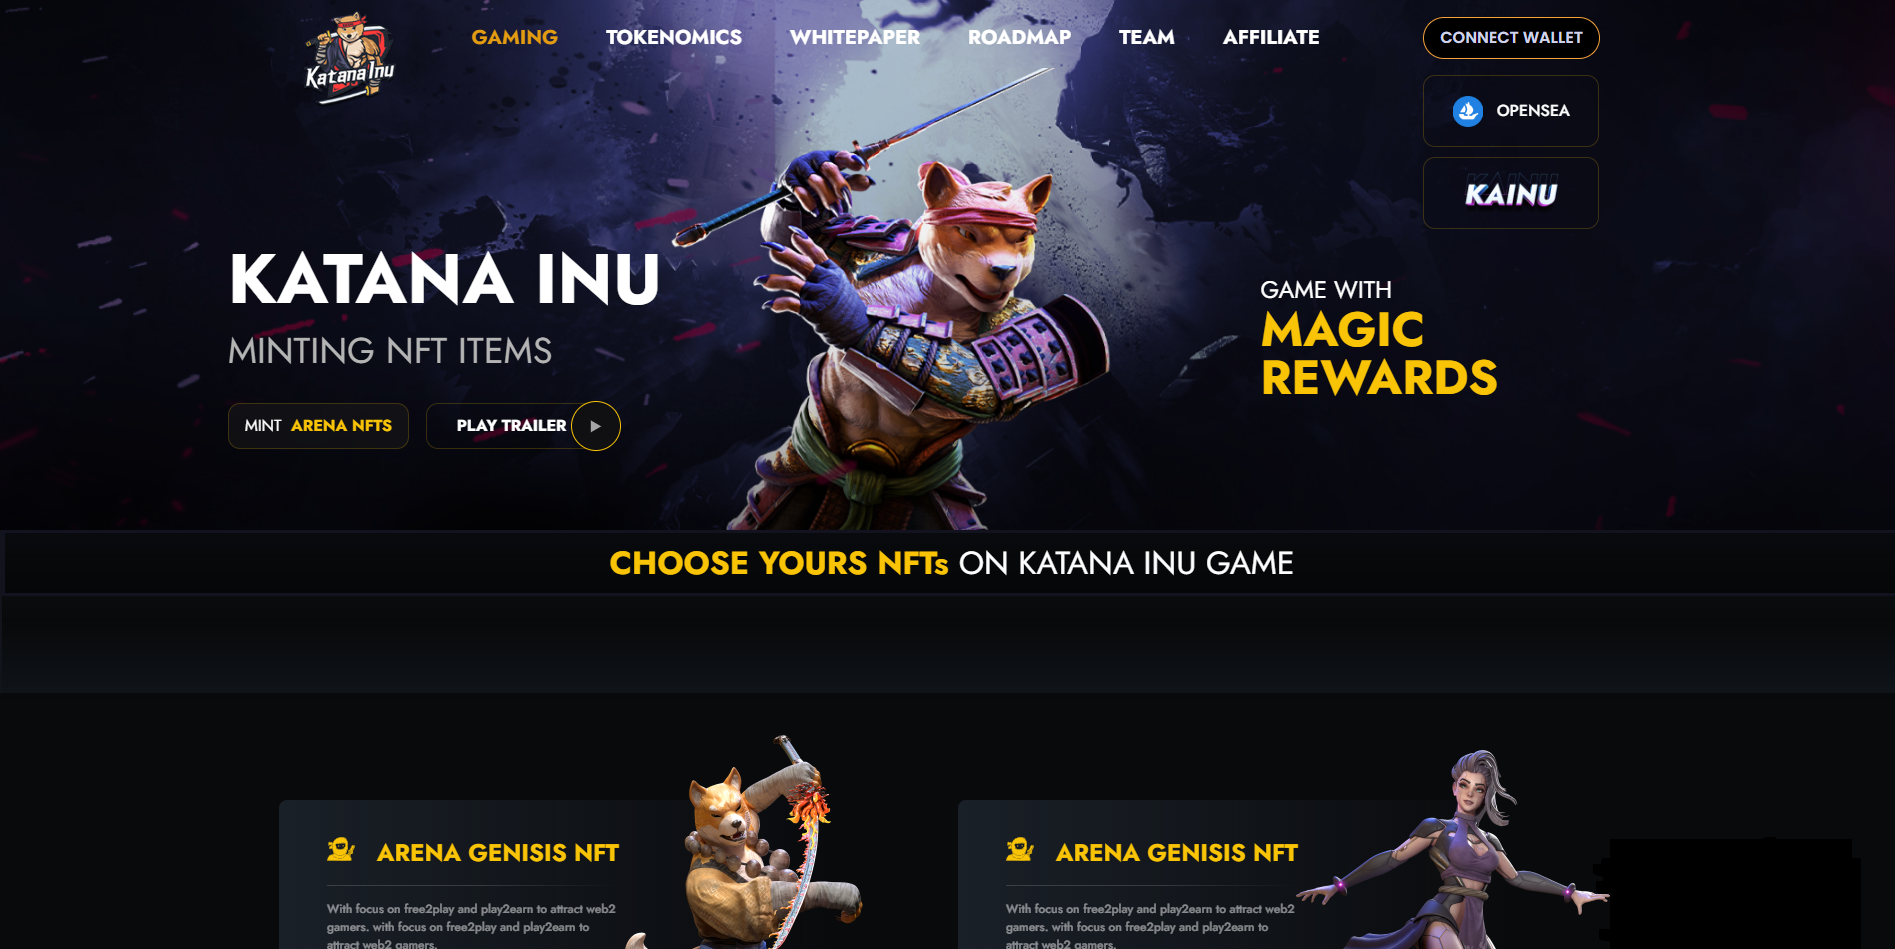 Katana Inu
GAMING
TOKENOMICS
WHITEPAPER
ROADMAP
TEAM
AFFILIATE
CONNECT WALLET
OPENSEA
KAINU
KATANA INU
MINTING NFT ITEMS
MINT ARENA NFTS
PLAY TRAILER
GAME WITH
MAGIC
REWARDS
CHOOSE YOURS NFTs ON KATANA INU GAME
ARENA GENISIS NFT
With focus on free2play and play2earn to attract web2
gamers. with focus on free2play and play2earn to
attract web2 gamers.
ARENA GENISIS NFT
With focus on free2play and play2earn to attract web2
gamers. with focus on free2play and play2earn to
attract web2 gamers.